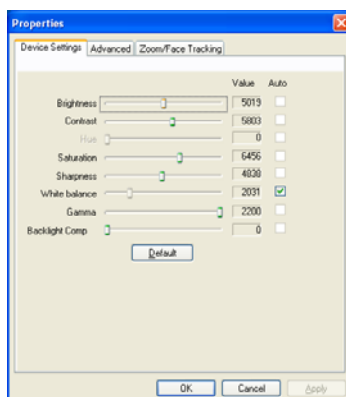 Properties
Device Settings Advanced Zoom/Face Tracking
Value Auto
Brightness 5019
Contrast 5803
Hue 0
Saturation 6456
Sharpness 4838
White balance 2031
Gamma 2200
Backlight Comp 0
Default
OK Cancel Apply